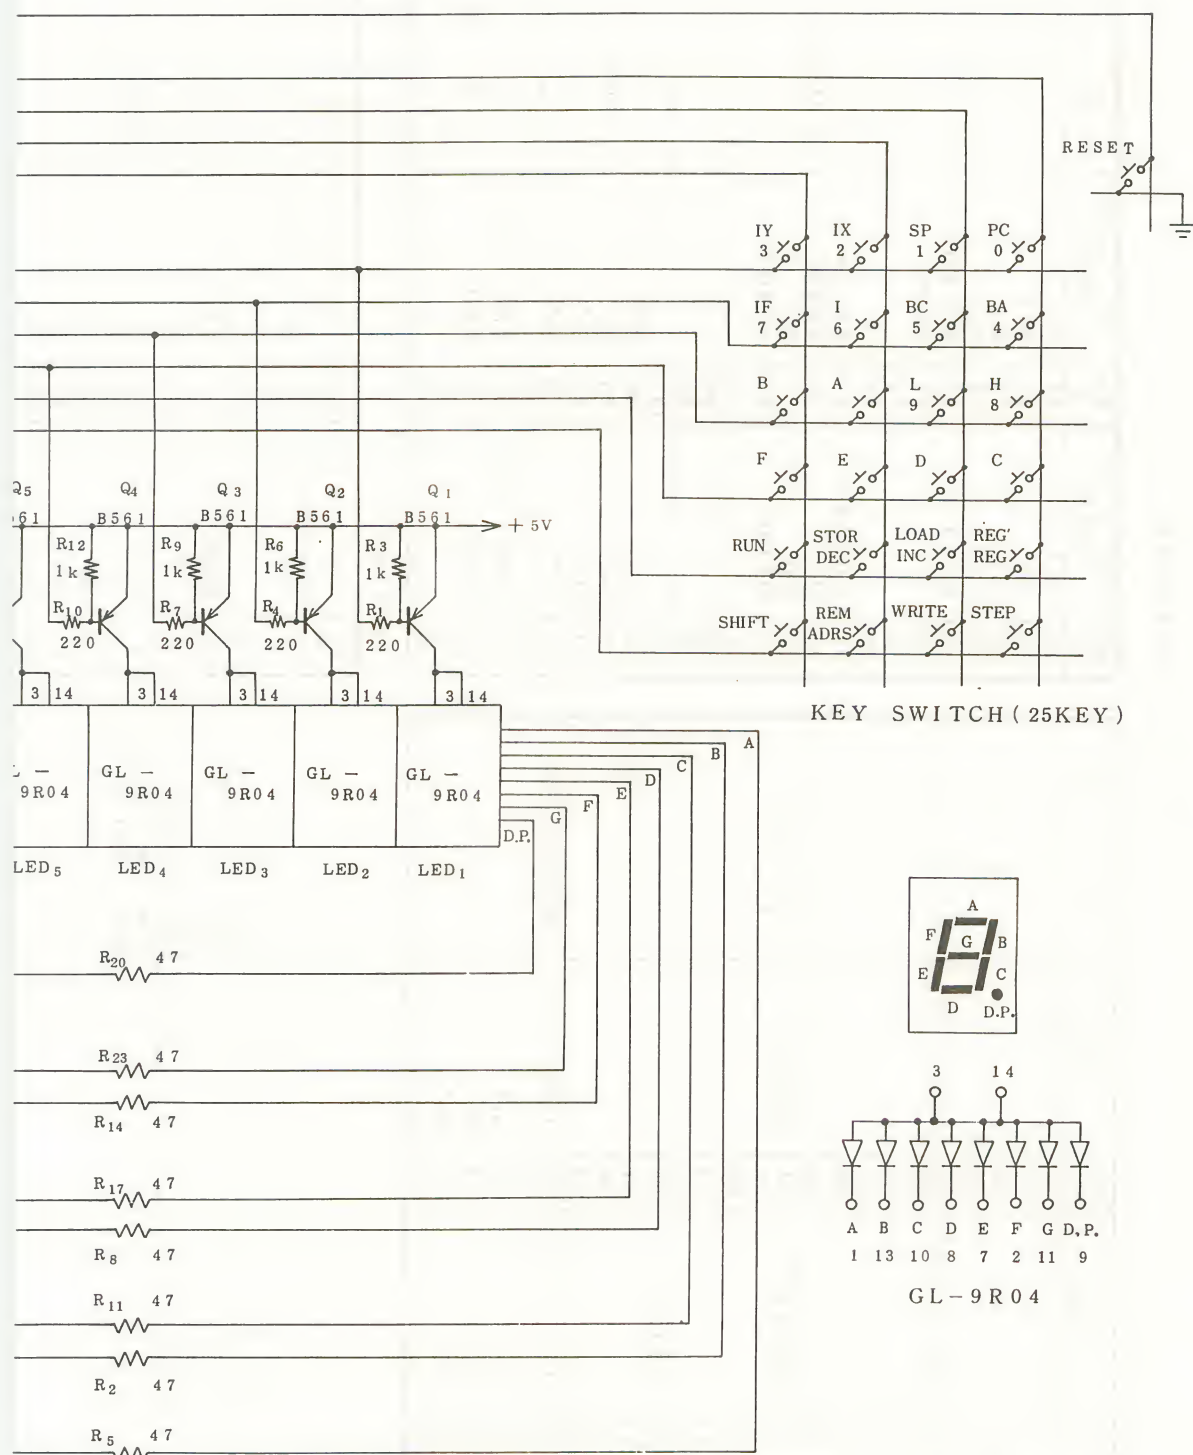 RESET
IY IX SP PC
3 2 1 0
IF I BC BA
7 6 5 4
B A L H
9 8
F E D C
Q5 Q4 Q3 Q2 Q1
561 B561 B561 B561 B561 + 5V
R12 R9 R6 R3
1k 1k 1k 1k
RUN STOR LOAD REG'
DEC INC REG
R10 R7 R4 R1
220 220 220 220
SHIFT REM WRITE STEP
ADRS
3 14 3 14 3 14 3 14 3 14
KEY SWITCH (25KEY)
A
B
C
D
E
F
G
D.P.
L – GL – GL – GL – GL –
9R04 9R04 9R04 9R04 9R04
LED5 LED4 LED3 LED2 LED1
A
F G B
E C
D D.P.
R20 47
R23 47
R14 47
R17 47
R8 47
R11 47
R2 47
R5 47
3 14
A B C D E F G D.P.
1 13 10 8 7 2 11 9
GL-9R04